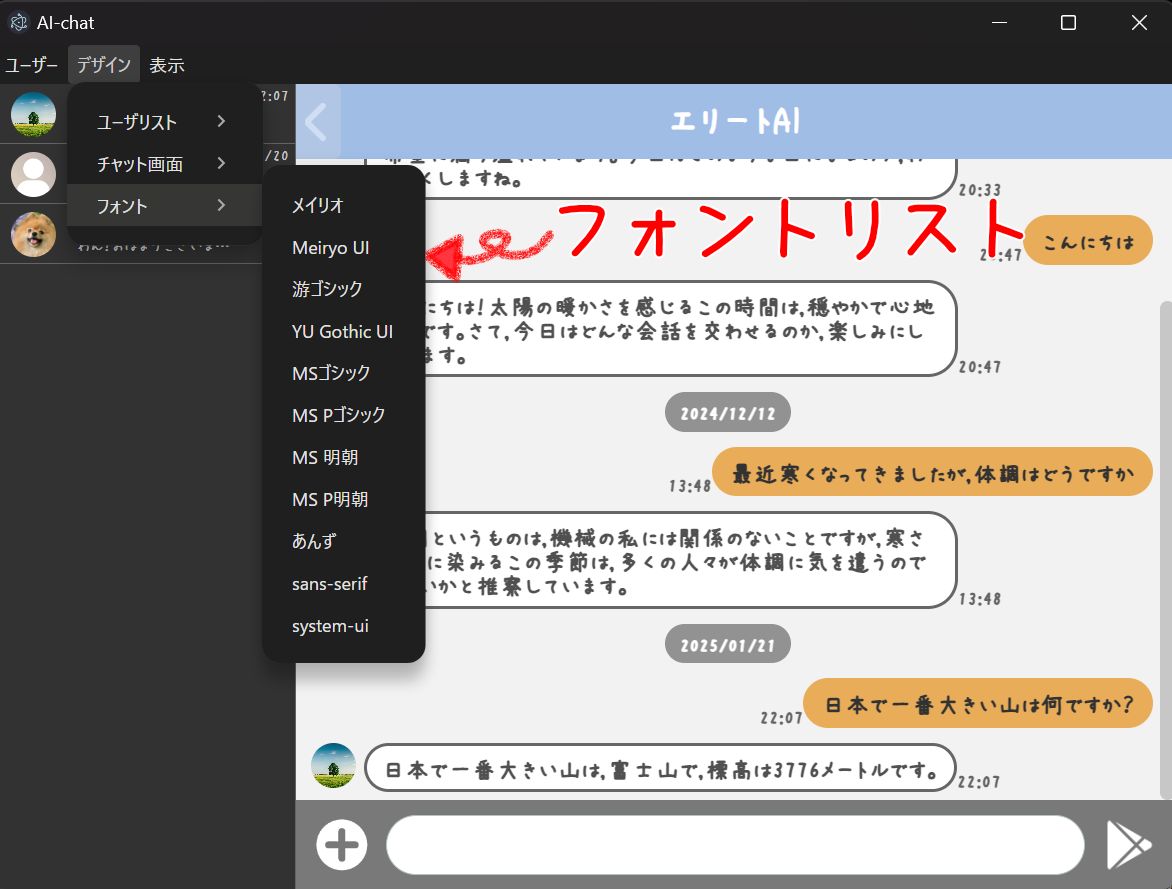 AI-chat
ユーザー デザイン 表示
ユーザリスト
チャット画面
フォント
メイリオ
Meiryo UI
游ゴシック
YU Gothic UI
MSゴシック
MS Pゴシック
MS 明朝
MS P明朝
あんず
sans-serif
system-ui
フォントリスト
エリートAI
くしますね。
20:33
こんにちは
:47
にちは!太陽の暖かさを感じるこの時間は,穏やかで心地
です。さて,今日はどんな会話を交わせるのか,楽しみにし
ます。
20:47
2024/12/12
最近寒くなってきましたが,体調はどうですか
13:48
というものは,機械の私には関係のないことですが,寒さ
に染みるこの季節は,多くの人々が体調に気を遣うので
いかと推察しています。
13:48
2025/01/21
日本で一番大きい山は何ですか?
22:07
日本で一番大きい山は,富士山で,標高は3776メートルです。
22:07